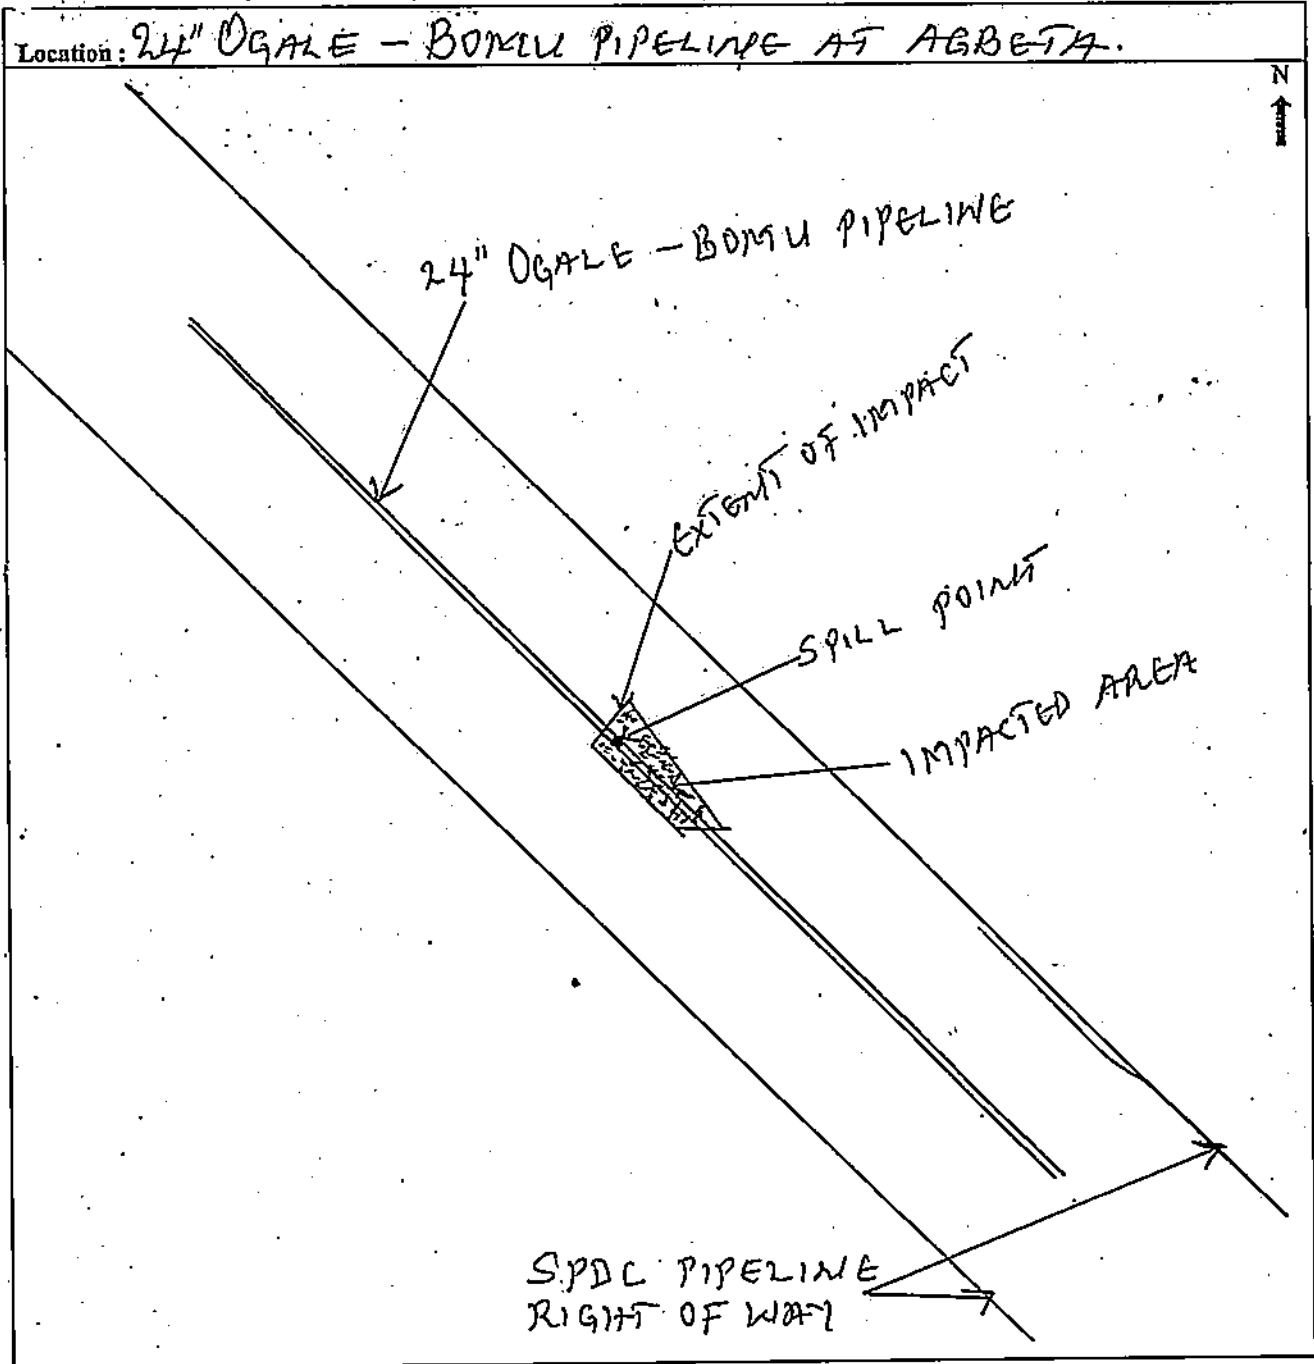 Location: 24" OGALE - BOMU PIPELINE AT AGBETA.
N
24" OGALE - BOMU PIPELINE
EXTENT OF IMPACT
SPILL POINT
IMPACTED AREA
SPDC PIPELINE
RIGHT OF WAY